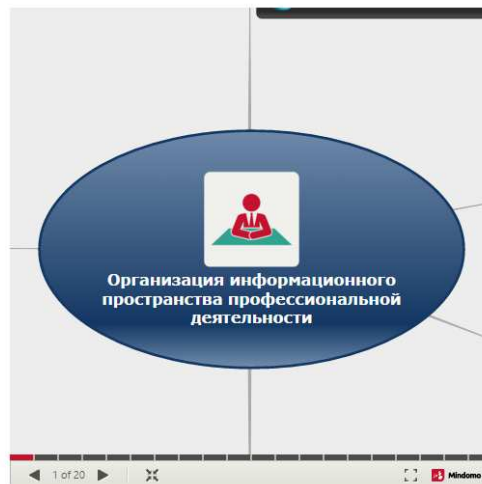 Организация информационного
пространства профессиональной
деятельности
1 of 20
Mindomo